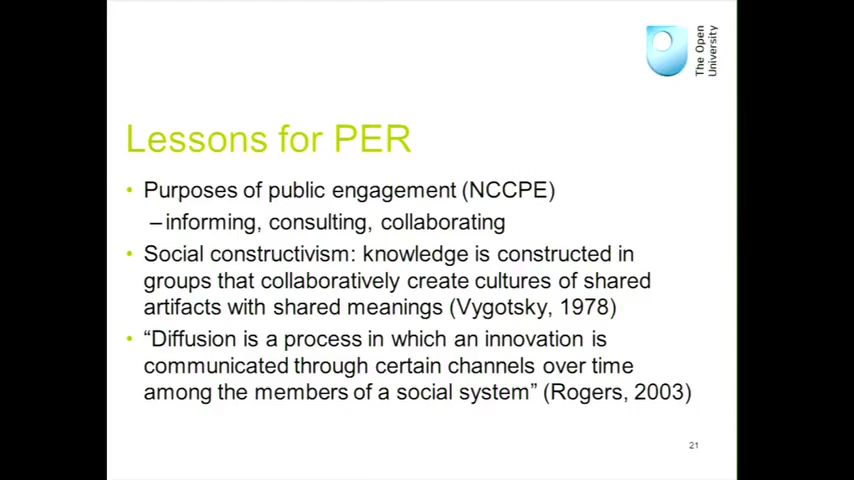 The Open
University
Lessons for PER
• Purposes of public engagement (NCCPE)
–informing, consulting, collaborating
• Social constructivism: knowledge is constructed in
groups that collaboratively create cultures of shared
artifacts with shared meanings (Vygotsky, 1978)
• “Diffusion is a process in which an innovation is
communicated through certain channels over time
among the members of a social system” (Rogers, 2003)
21